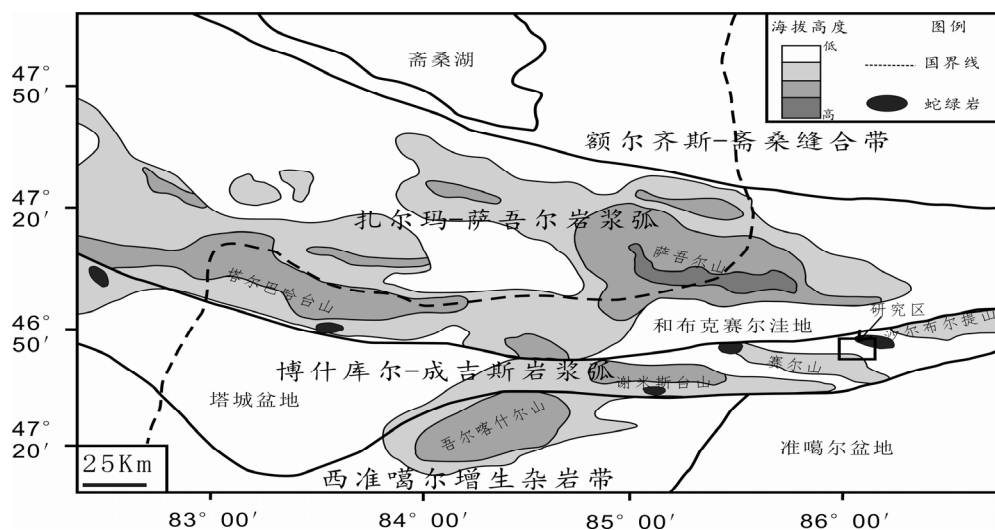 海拔高度
图例
低
高
国界线
蛇绿岩
斋桑湖
额尔齐斯-斋桑缝合带
扎尔玛-萨吾尔岩浆弧
萨吾尔山
塔尔巴哈台山
研究区
沙尔布尔提山
和布克赛尔洼地
赛尔山
博什库尔-成吉斯岩浆弧
谢米斯台山
塔城盆地
吾尔喀什尔山
准噶尔盆地
西准噶尔增生杂岩带
47°
50′
47°
20′
46°
50′
47°
20′
25Km
83° 00′
84° 00′
85° 00′
86° 00′